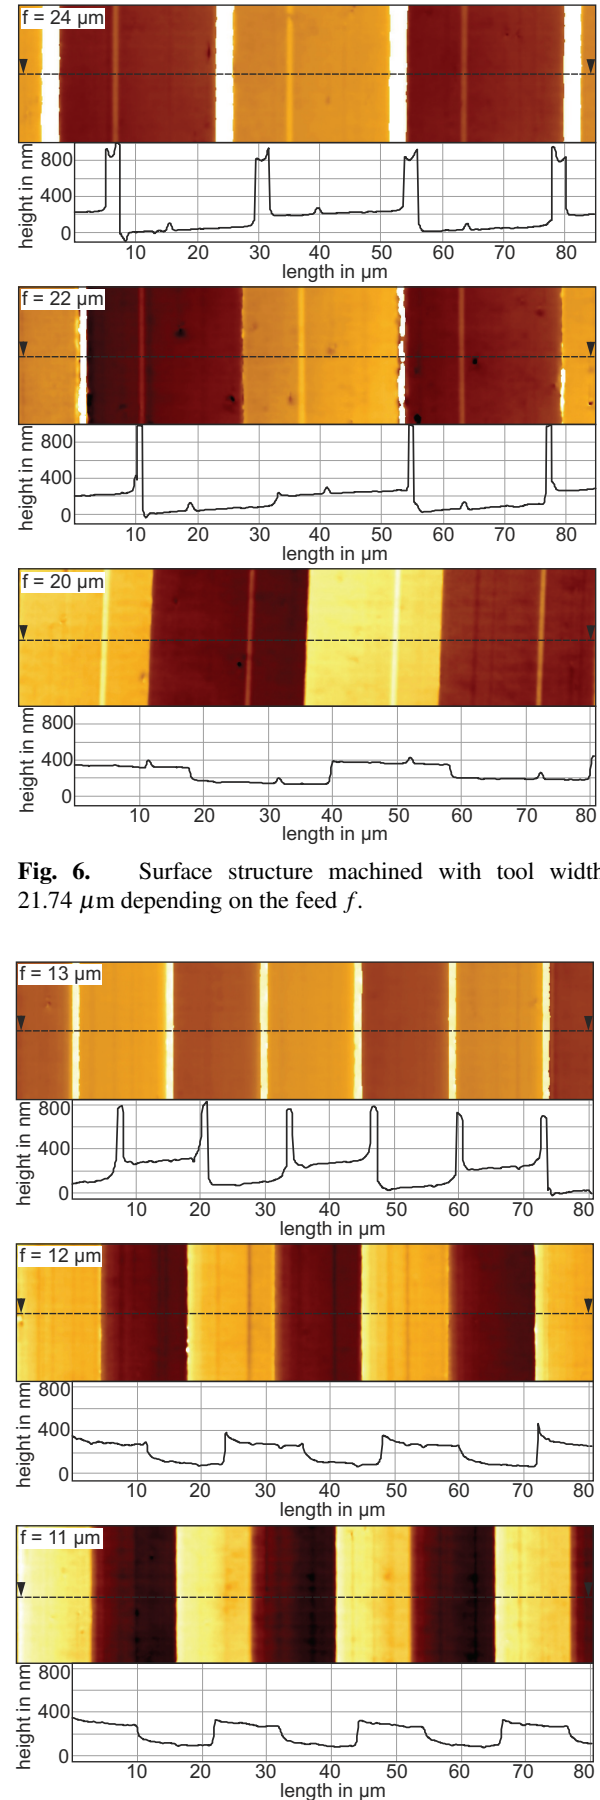 f = 24 µm
height in nm
800
400
0
10 20 30 40 50 60 70 80
length in µm
f = 22 µm
height in nm
800
400
0
10 20 30 40 50 60 70 80
length in µm
f = 20 µm
height in nm
800
400
0
10 20 30 40 50 60 70 80
length in µm
Fig. 6. Surface structure machined with tool width
21.74 µm depending on the feed f.
f = 13 µm
height in nm
800
400
0
10 20 30 40 50 60 70 80
length in µm
f = 12 µm
height in nm
800
400
0
10 20 30 40 50 60 70 80
length in µm
f = 11 µm
height in nm
800
400
0
10 20 30 40 50 60 70 80
length in µm